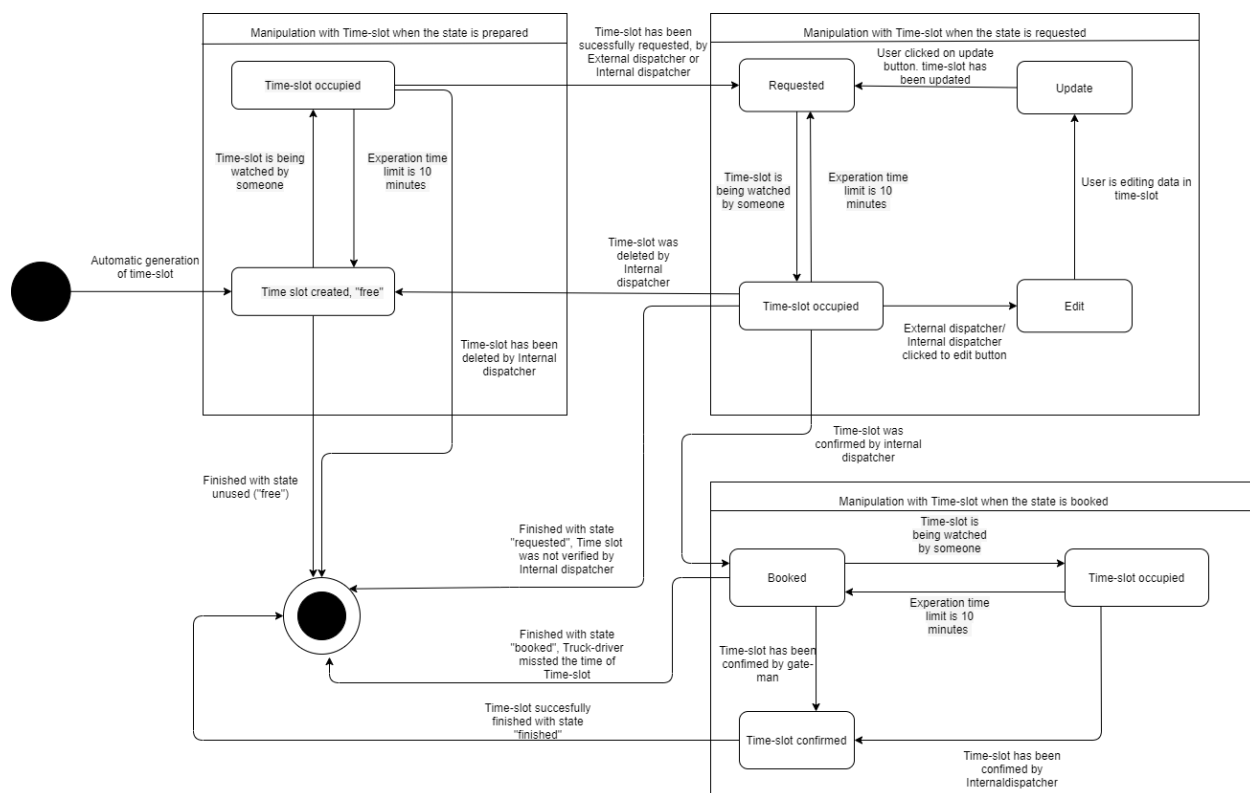 Manipulation with Time-slot when the state is prepared
Time-slot occupied
Time-slot is being
watched by
someone
Experation time
limit is 10
minutes
Automatic generation
of time-slot
Time slot created, "free"
Time-slot has been
deleted by Internal
dispatcher
Finished with state
unused ("free")
Time-slot has been
sucessfully requested, by
External dispatcher or
Internal dispatcher
Manipulation with Time-slot when the state is requested
User clicked on update
button. time-slot has
been updated
Requested
Update
Time-slot is
being watched
by someone
Experation time
limit is 10
minutes
User is editing data in
time-slot
Time-slot was
deleted by
Internal
dispatcher
Time-slot occupied
Edit
External dispatcher/
Internal dispatcher
clicked to edit button
Time-slot was
confirmed by internal
dispatcher
Manipulation with Time-slot when the state is booked
Time-slot is
being watched
by someone
Finished with state
"requested", Time slot
was not verified by
Internal dispatcher
Booked
Time-slot occupied
Experation time
limit is 10
minutes
Finished with state
"booked", Truck-driver
missted the time of
Time-slot
Time-slot has been
confimed by gate-
man
Time-slot succesfully
finished with state
"finished"
Time-slot confirmed
Time-slot has been
confimed by
Internaldispatcher